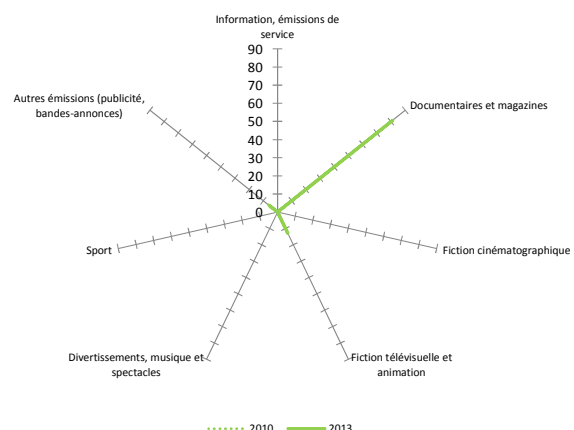 Information, émissions de
service
90
80
70
60
50
40
30
20
10
0
Documentaires et magazines
Fiction cinématographique
Fiction télévisuelle et
animation
Divertissements, musique et
spectacles
Sport
Autres émissions (publicité,
bandes-annonces)
2010 2013